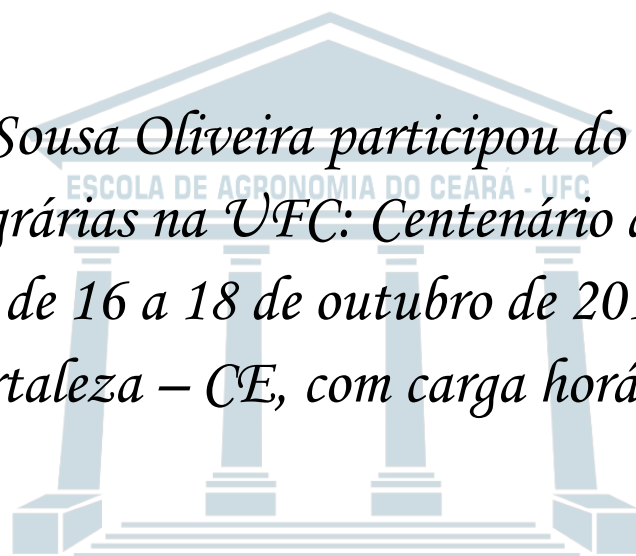 Sousa Oliveira participou do
ESCOLA DE AGRONOMIA DO CEARÁ - UFC
grárias na UFC: Centenário
de 16 a 18 de outubro de 201
rtaleza – CE, com carga horá